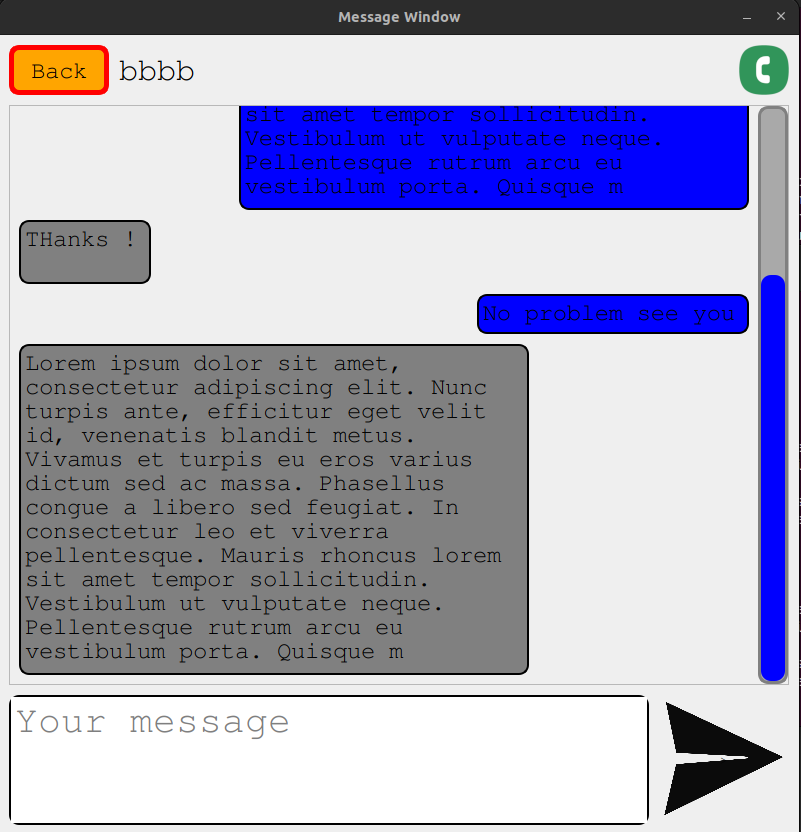 Message Window
Back
bbbb
sit amet tempor sollicitudin.
Vestibulum ut vulputate neque.
Pellentesque rutrum arcu eu
vestibulum porta. Quisque m
THanks !
No problem see you
Lorem ipsum dolor sit amet,
consectetur adipiscing elit. Nunc
turpis ante, efficitur eget velit
id, venenatis blandit metus.
Vivamus et turpis eu eros varius
dictum sed ac massa. Phasellus
congue a libero sed feugiat. In
consectetur leo et viverra
pellentesque. Mauris rhoncus lorem
sit amet tempor sollicitudin.
Vestibulum ut vulputate neque.
Pellentesque rutrum arcu eu
vestibulum porta. Quisque m
Your message